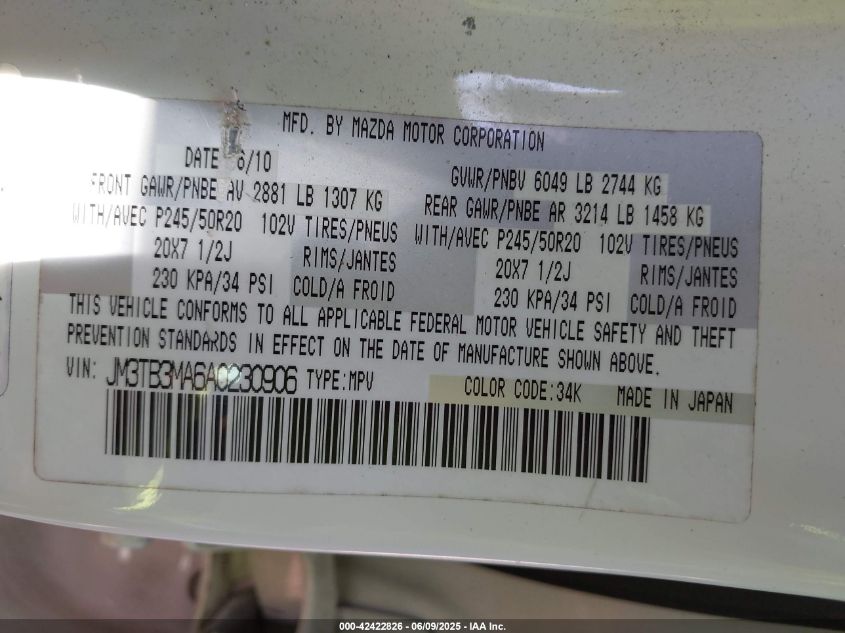 MFD. BY MAZDA MOTOR CORPORATION
DATE 6/10 GVWR/PNBV 6049 LB 2744 KG
FRONT GAWR/PNBE AV 2881 LB 1307 KG REAR GAWR/PNBE AR 3214 LB 1458 KG
WITH/AVEC P245/50R20 102V TIRES/PNEUS WITH/AVEC P245/50R20 102V TIRES/PNEUS
20X7 1/2J RIMS/JANTES 20X7 1/2J RIMS/JANTES
230 KPA/34 PSI COLD/A FROID 230 KPA/34 PSI COLD/A FROID
THIS VEHICLE CONFORMS TO ALL APPLICABLE FEDERAL MOTOR VEHICLE SAFETY AND THEFT
PREVENTION STANDARDS IN EFFECT ON THE DATE OF MANUFACTURE SHOWN ABOVE.
VIN: JM3TB3MA6A0230906 TYPE:MPV COLOR CODE:34K MADE IN JAPAN
000-42422826 - 06/09/2025 - IAA Inc.